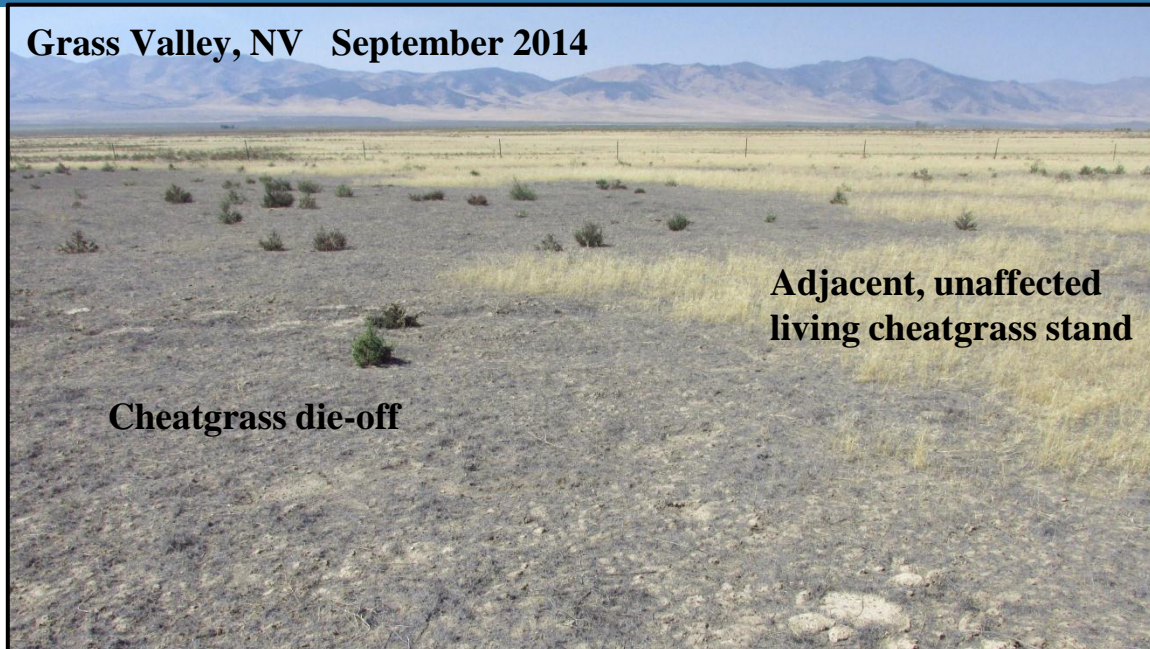 Grass Valley, NV September 2014
Adjacent, unaffected
living cheatgrass stand
Cheatgrass die-off